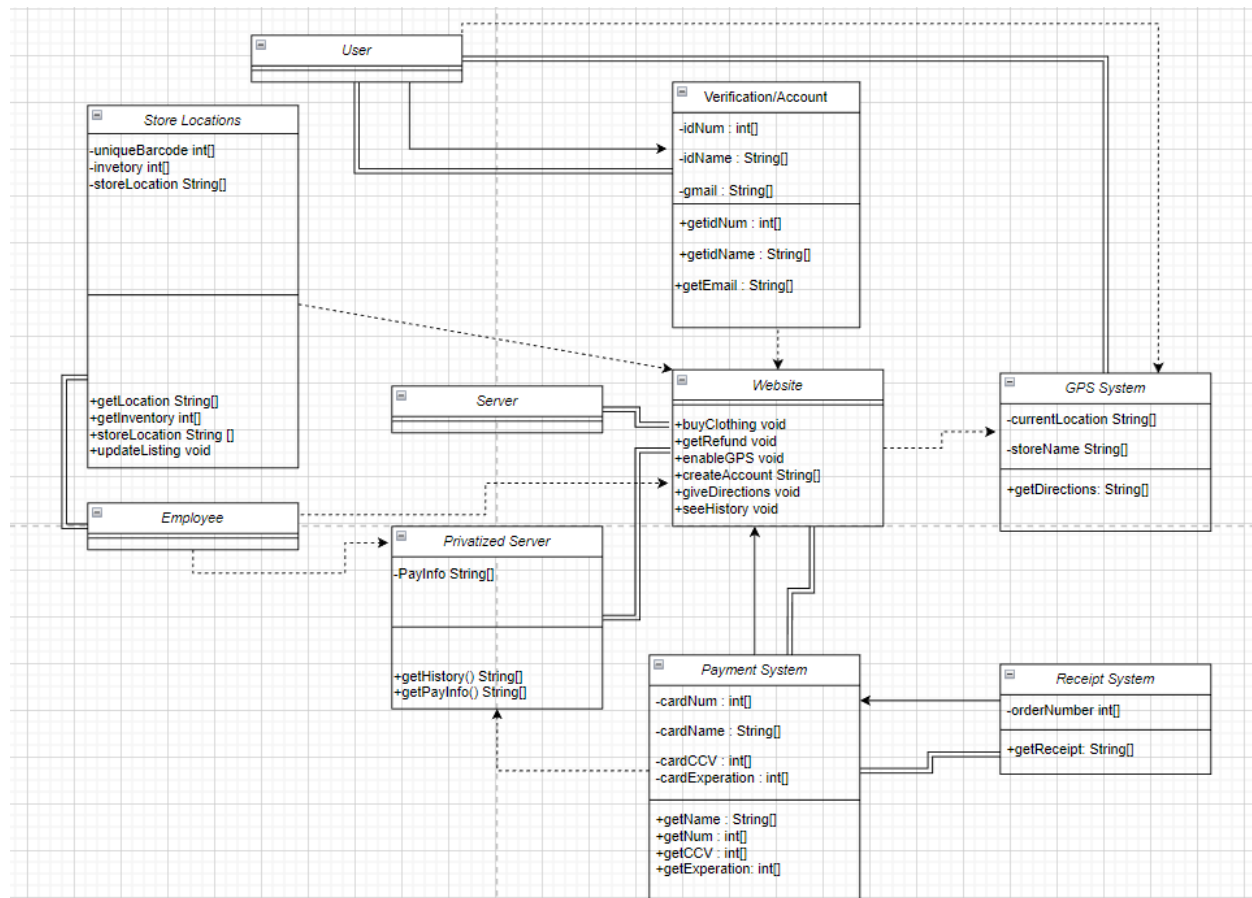 User
Store Locations
-uniqueBarcode int[]
-invetory int[]
-storeLocation String[]
+getLocation String[]
+getInventory int[]
+storeLocation String []
+updateListing void
Verification/Account
-idNum : int[]
-idName : String[]
-gmail : String[]
+getidNum : int[]
+getidName : String[]
+getEmail : String[]
Server
Website
+buyClothing void
+getRefund void
+enableGPS void
+createAccount String[]
+giveDirections void
+seeHistory void
GPS System
-currentLocation String[]
-storeName String[]
+getDirections: String[]
Employee
Privatized Server
-PayInfo String[]
+getHistory() String[]
+getPayInfo() String[]
Payment System
-cardNum : int[]
-cardName : String[]
-cardCCV : int[]
-cardExperation : int[]
+getName : String[]
+getNum : int[]
+getCCV : int[]
+getExperation: int[]
Receipt System
-orderNumber int[]
+getReceipt: String[]